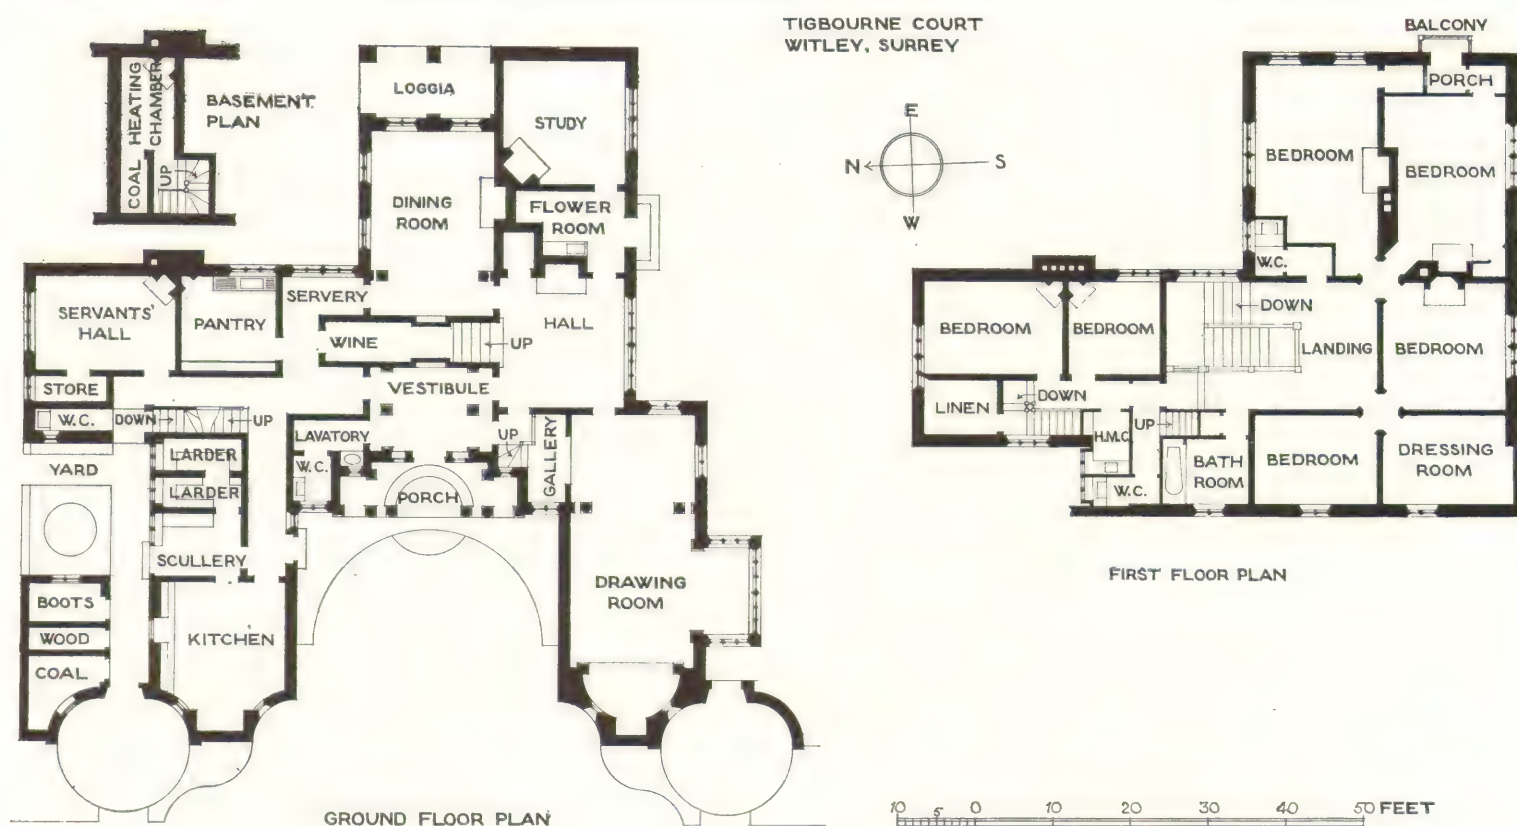 TIGBOURNE COURT
WITLEY, SURREY
BASEMENT
PLAN
COAL
HEATING
CHAMBER
UP
LOGGIA
STUDY
DINING
ROOM
FLOWER
ROOM
SERVANTS'
HALL
PANTRY
SERVERY
WINE
UP
HALL
STORE
W.C.
DOWN
UP
VESTIBULE
LAVATORY
W.C.
UP
GALLERY
PORCH
YARD
LARDER
LARDER
SCULLERY
BOOTS
WOOD
COAL
KITCHEN
DRAWING
ROOM
GROUND FLOOR PLAN
E
N
S
W
BALCONY
PORCH
BEDROOM
BEDROOM
W.C.
BEDROOM
BEDROOM
DOWN
LANDING
BEDROOM
LINEN
DOWN
H.M.C.
UP
W.C.
BATH
ROOM
BEDROOM
DRESSING
ROOM
FIRST FLOOR PLAN
10 5 0 10 20 30 40 50 FEET